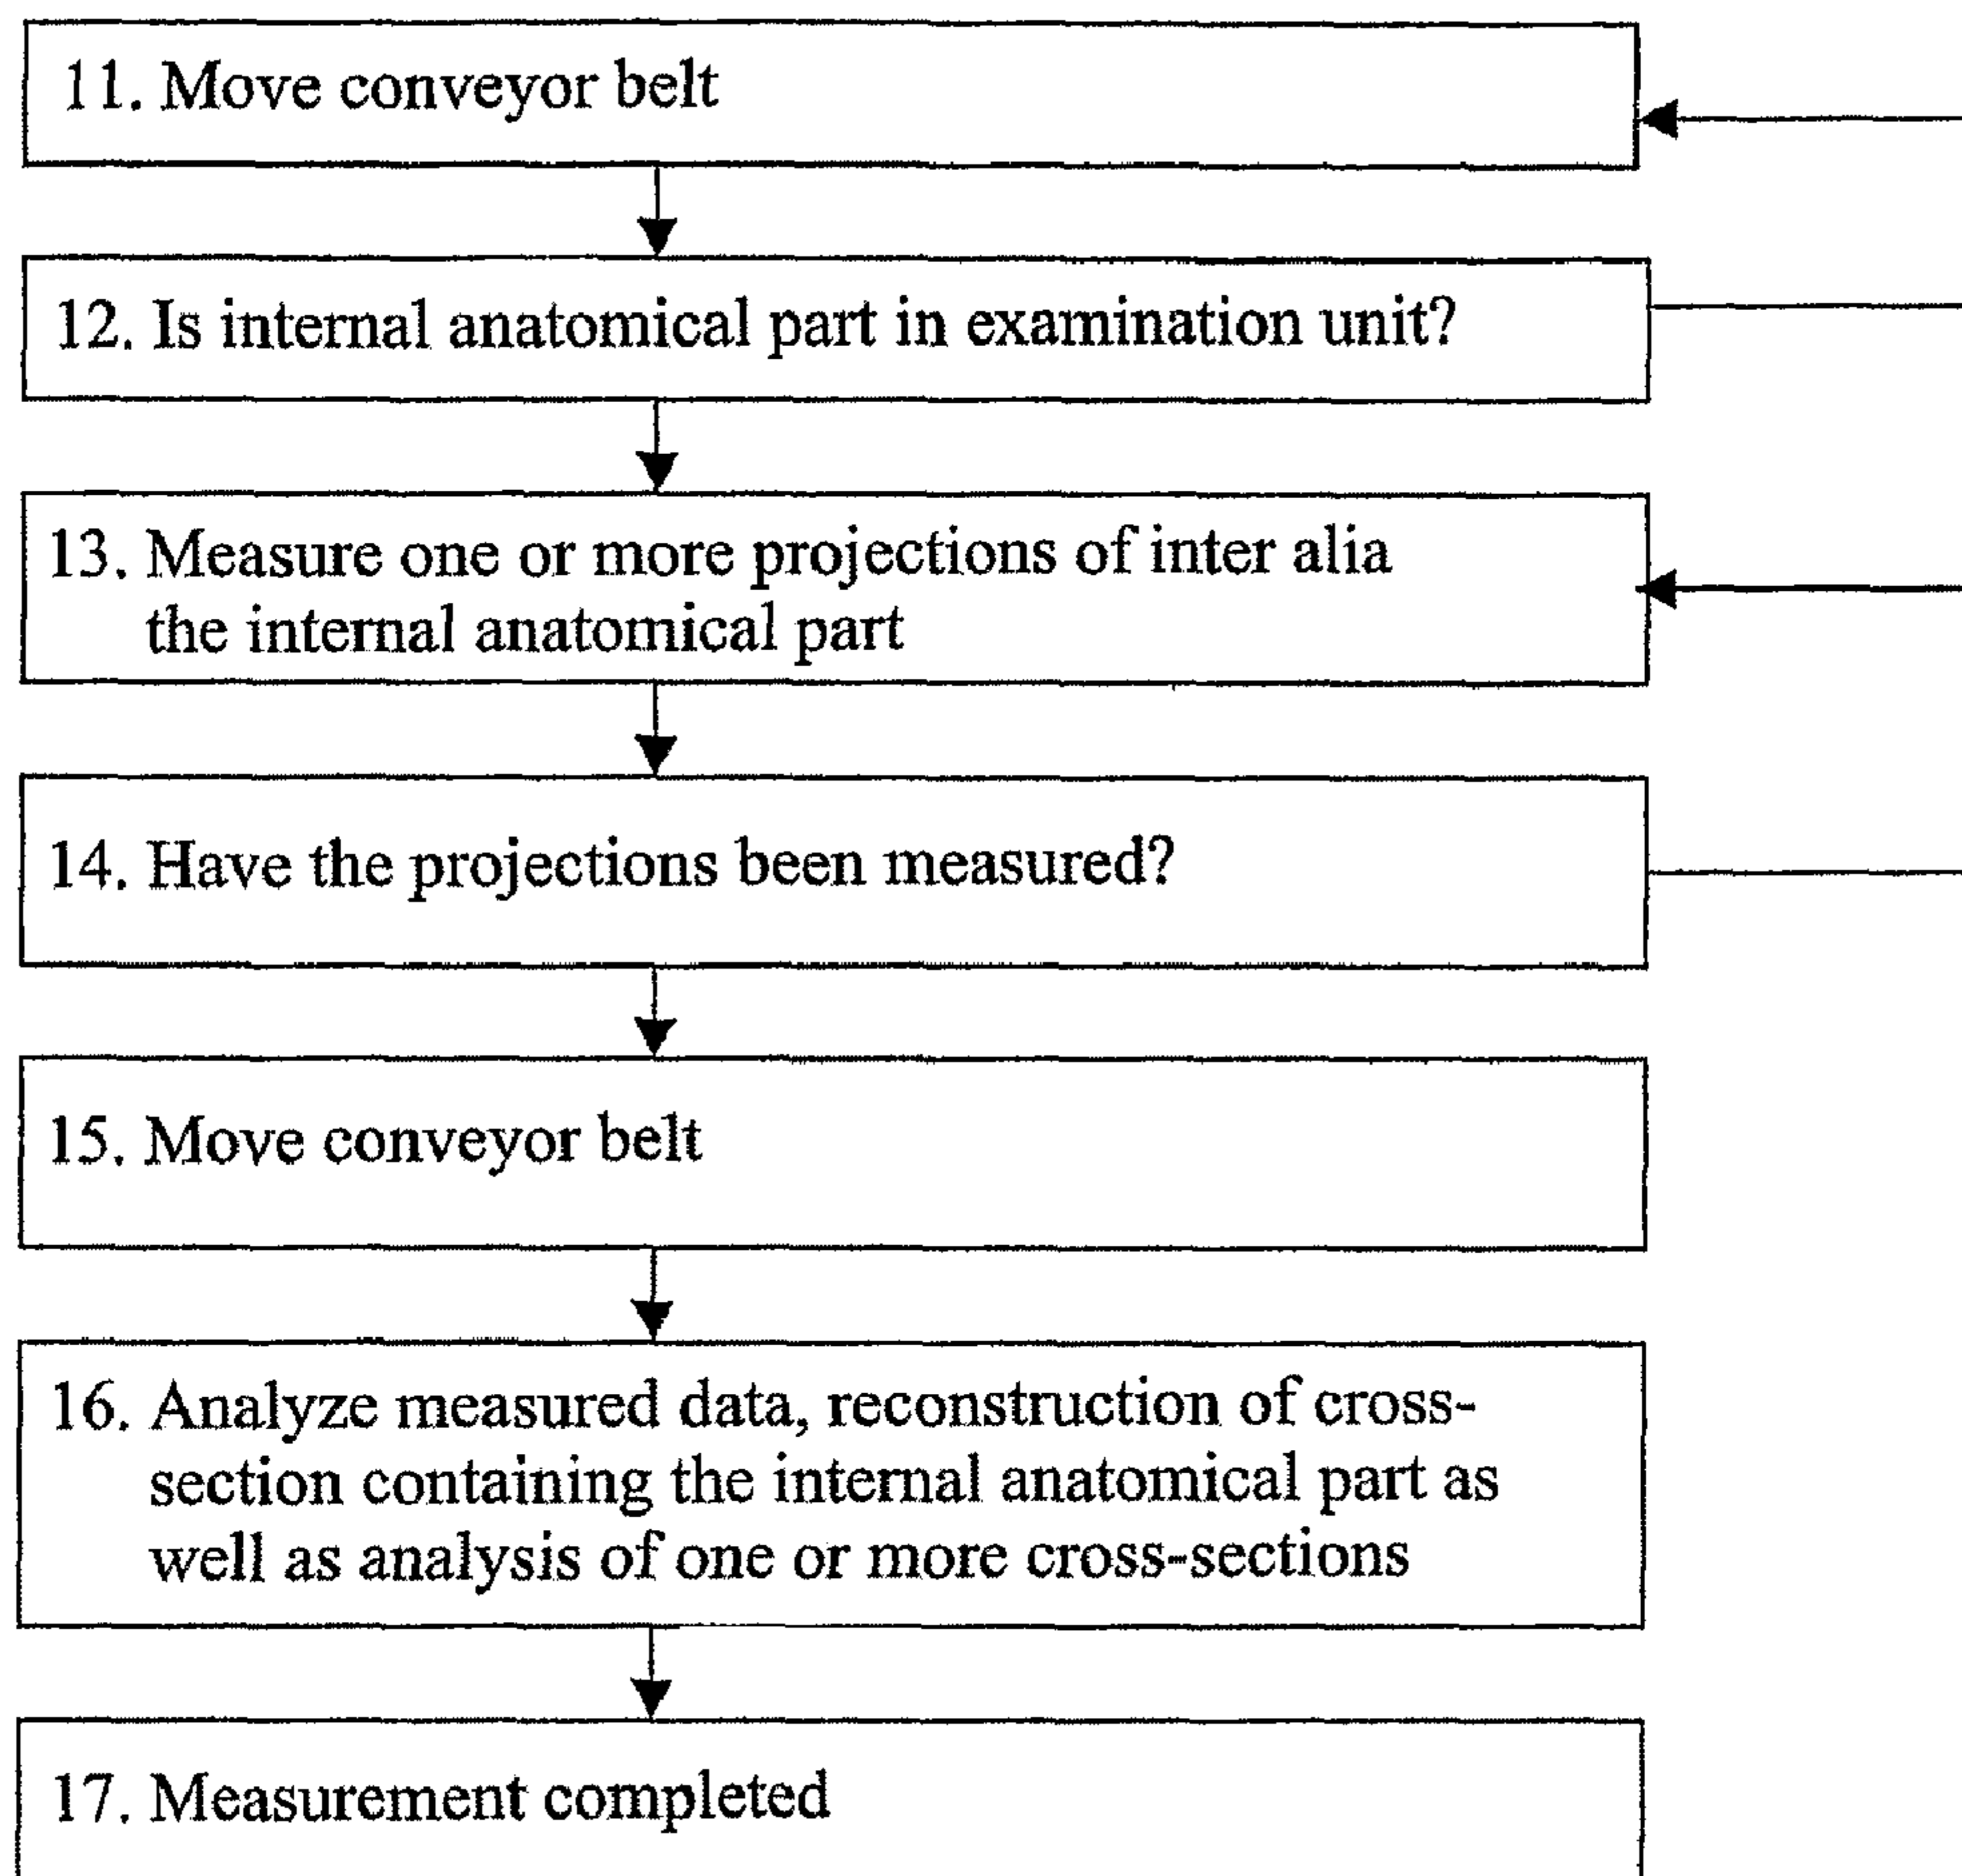 11. Move conveyor belt
12. Is internal anatomical part in examination unit?
13. Measure one or more projections of inter alia
the internal anatomical part
14. Have the projections been measured?
15. Move conveyor belt
16. Analyze measured data, reconstruction of cross-
section containing the internal anatomical part as
well as analysis of one or more cross-sections
17. Measurement completed